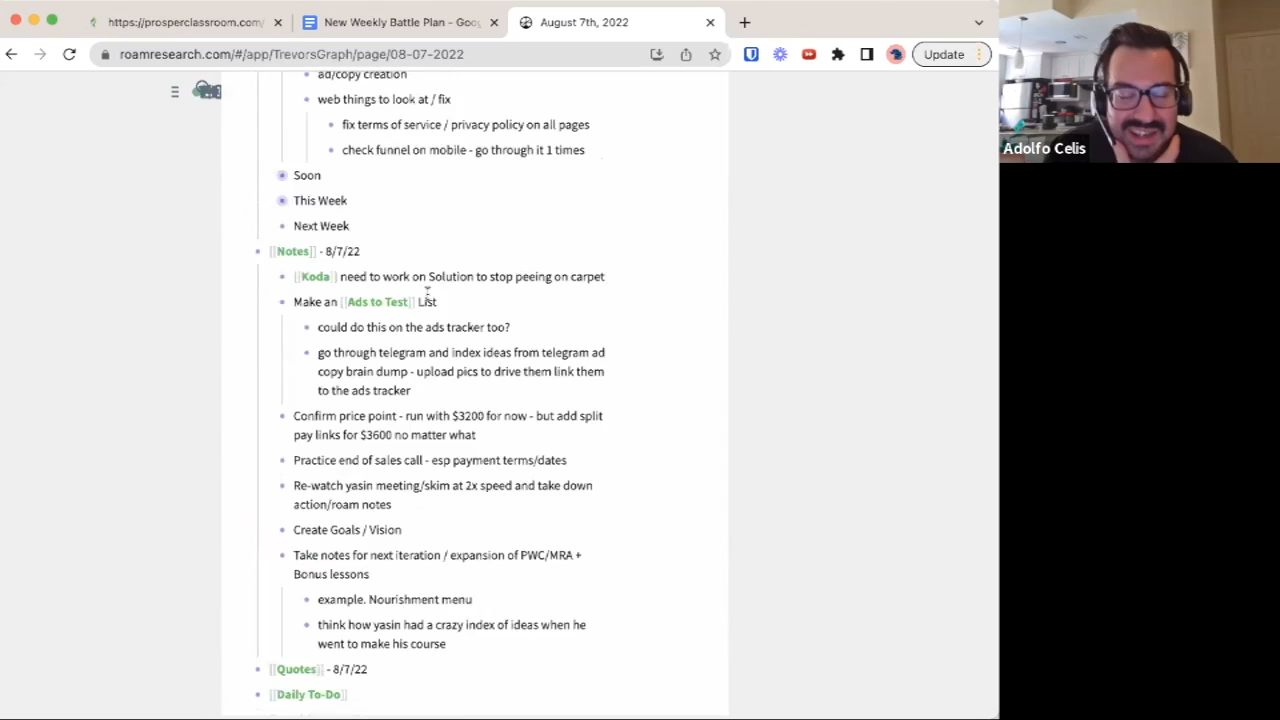 https://prosperclassroom.com/
New Weekly Battle Plan - Goo
August 7th, 2022
roamresearch.com/#/app/TrevorsGraph/page/08-07-2022
Update
ad/copy creation
web things to look at / fix
fix terms of service / privacy policy on all pages
check funnel on mobile - go through it 1 times
Soon
This Week
Next Week
[[Notes]] - 8/7/22
[[Koda]] need to work on Solution to stop peeing on carpet
Make an [[Ads to Test]] List
could do this on the ads tracker too?
go through telegram and index ideas from telegram ad
copy brain dump - upload pics to drive them link them
to the ads tracker
Confirm price point - run with $3200 for now - but add split
pay links for $3600 no matter what
Practice end of sales call - esp payment terms/dates
Re-watch yasin meeting/skim at 2x speed and take down
action/roam notes
Create Goals / Vision
Take notes for next iteration / expansion of PWC/MRA +
Bonus lessons
example. Nourishment menu
think how yasin had a crazy index of ideas when he
went to make his course
[[Quotes]] - 8/7/22
[[Daily To-Do]]
Adolfo Celis